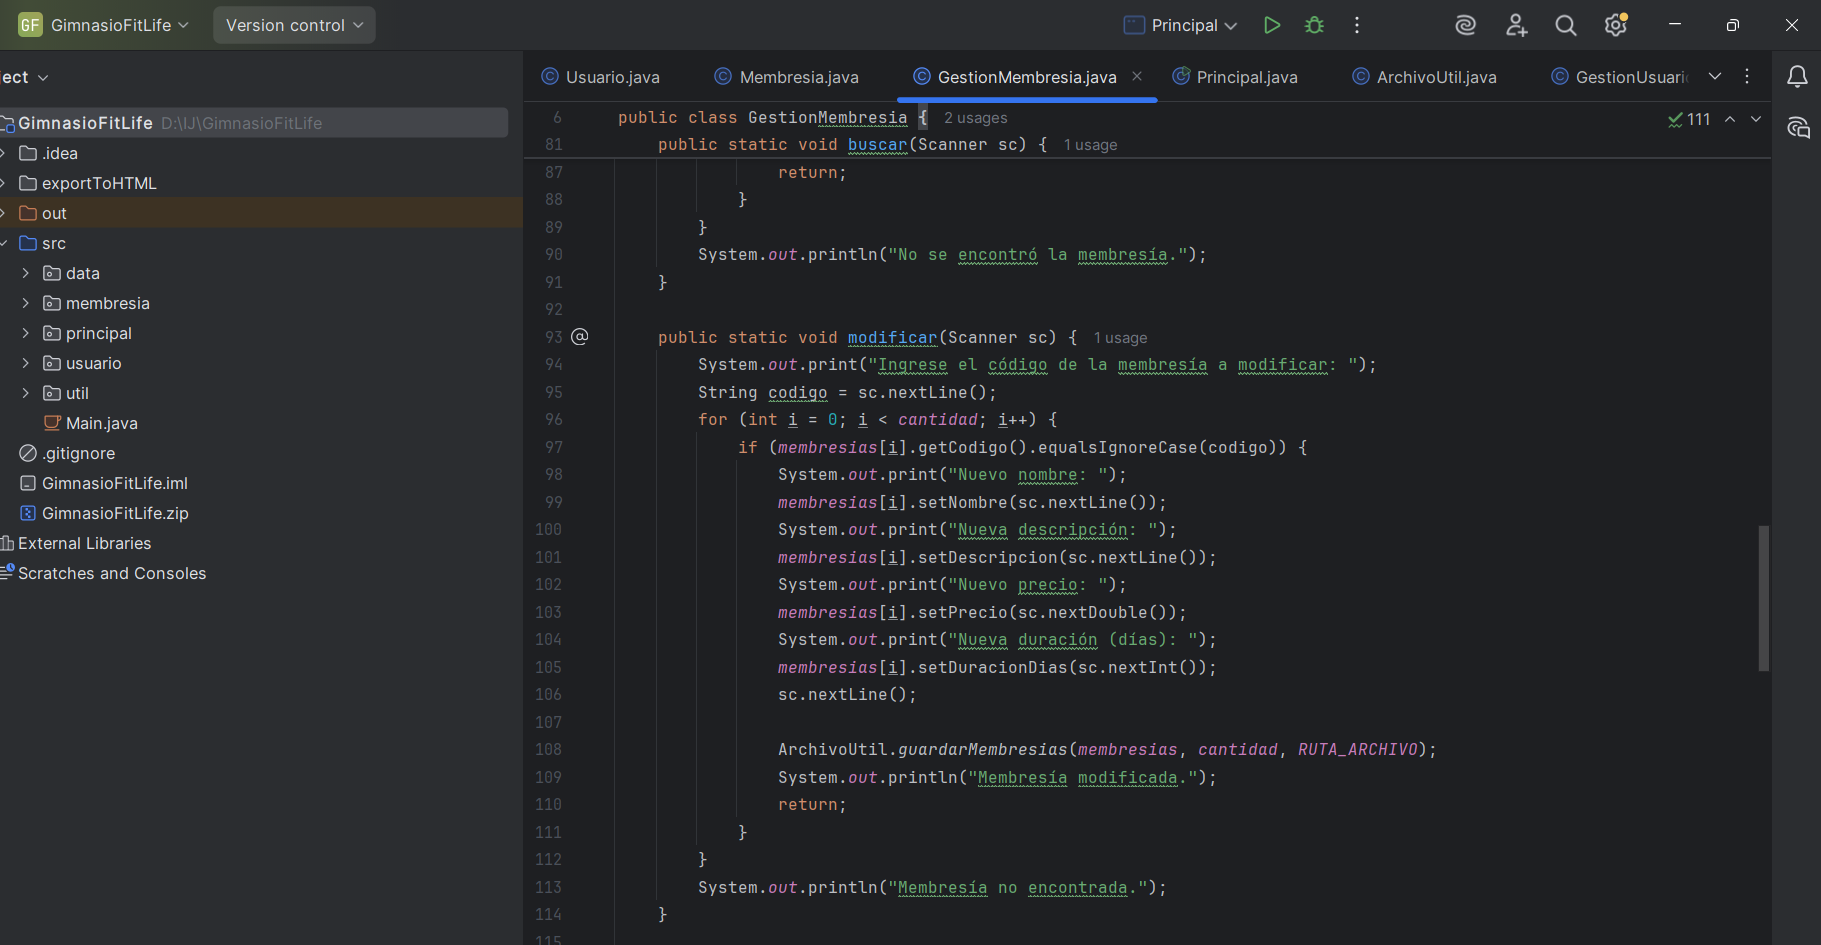 GF GimnasioFitLife Version control Principal
ject
Usuario.java Membresia.java GestionMembresia.java Principal.java ArchivoUtil.java GestionUsuari
GimnasioFitLife D:\IJ\GimnasioFitLife
.idea
exportToHTML
out
src
data
membresia
principal
usuario
util
Main.java
.gitignore
GimnasioFitLife.iml
GimnasioFitLife.zip
External Libraries
Scratches and Consoles
6 public class GestionMembresia { 2 usages 111
81 public static void buscar(Scanner sc) { 1 usage
87 return;
88 }
89 }
90 System.out.println("No se encontró la membresía.");
91 }
92
93 @ public static void modificar(Scanner sc) { 1 usage
94 System.out.print("Ingrese el código de la membresía a modificar: ");
95 String codigo = sc.nextLine();
96 for (int i = 0; i < cantidad; i++) {
97 if (membresias[i].getCodigo().equalsIgnoreCase(codigo)) {
98 System.out.print("Nuevo nombre: ");
99 membresias[i].setNombre(sc.nextLine());
100 System.out.print("Nueva descripción: ");
101 membresias[i].setDescripcion(sc.nextLine());
102 System.out.print("Nuevo precio: ");
103 membresias[i].setPrecio(sc.nextDouble());
104 System.out.print("Nueva duración (días): ");
105 membresias[i].setDuracionDias(sc.nextInt());
106 sc.nextLine();
107
108 ArchivoUtil.guardarMembresias(membresias, cantidad, RUTA_ARCHIVO);
109 System.out.println("Membresía modificada.");
110 return;
111 }
112 }
113 System.out.println("Membresía no encontrada.");
114 }
115